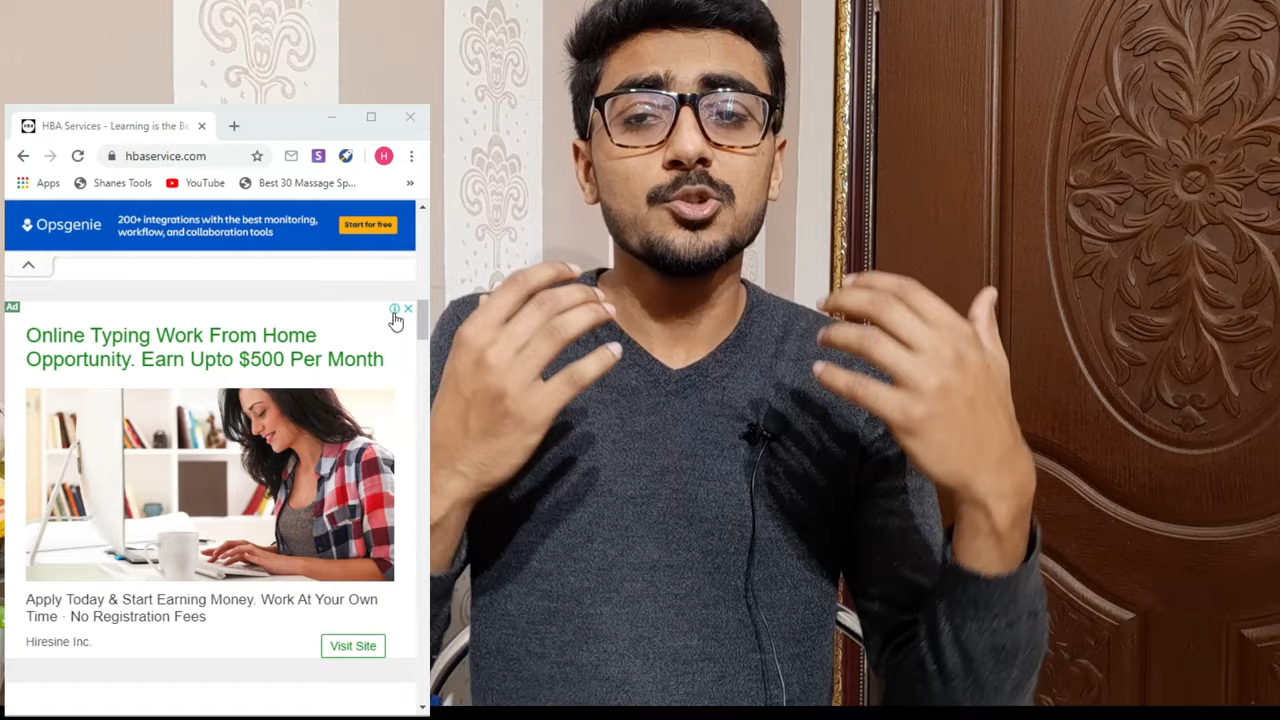 HBA
HBA Services - Learning is the Be
hbaservice.com
S
H
Apps
Shanes Tools
YouTube
Best 30 Massage Sp...
»
Opsgenie
200+ integrations with the best monitoring,
workflow, and collaboration tools
Start for free
Ad
Online Typing Work From Home
Opportunity. Earn Upto $500 Per Month
Apply Today & Start Earning Money. Work At Your Own
Time · No Registration Fees
Hiresine Inc.
Visit Site